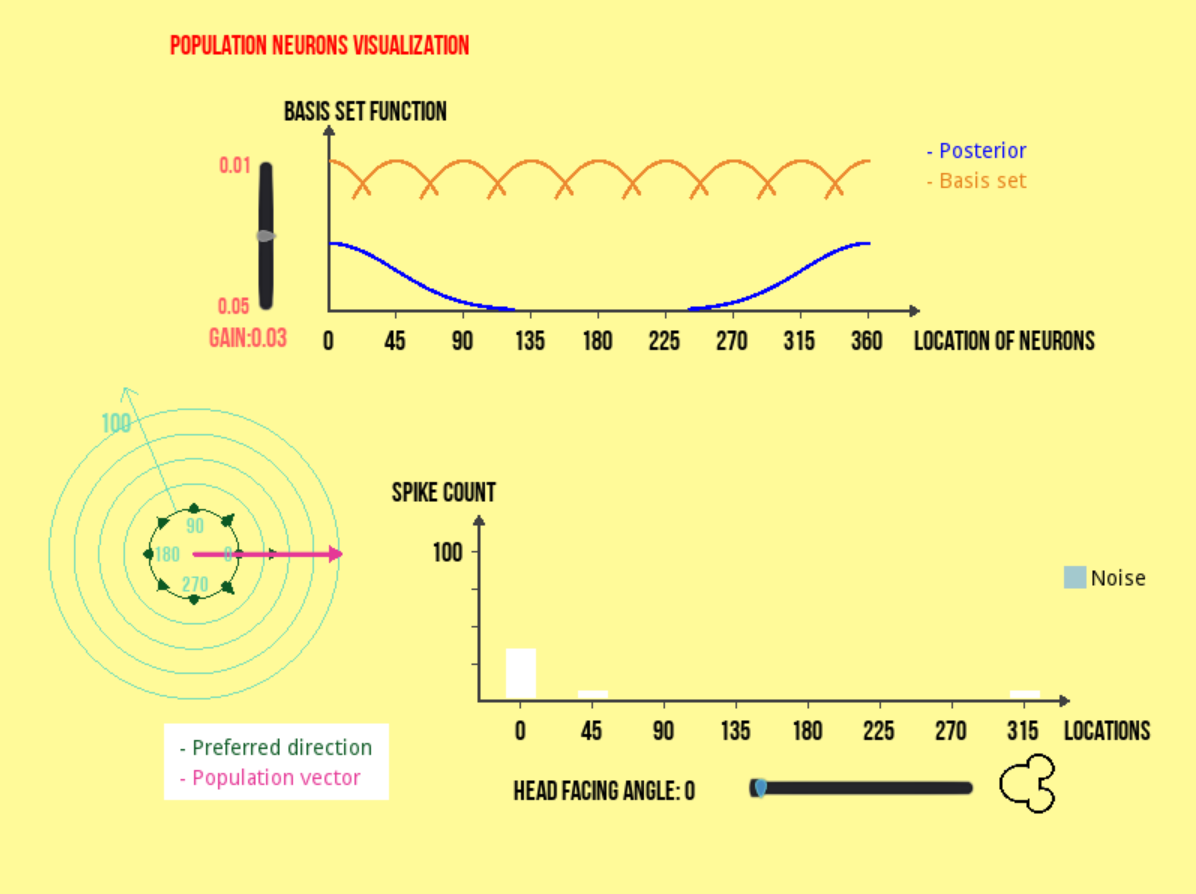 POPULATION NEURONS VISUALIZATION
BASIS SET FUNCTION
0.01
- Posterior
- Basis set
0.05
GAIN:0.03
0 45 90 135 180 225 270 315 360 LOCATION OF NEURONS
100
90
180 0
270
SPIKE COUNT
100
Noise
0 45 90 135 180 225 270 315 LOCATIONS
- Preferred direction
- Population vector
HEAD FACING ANGLE: 0